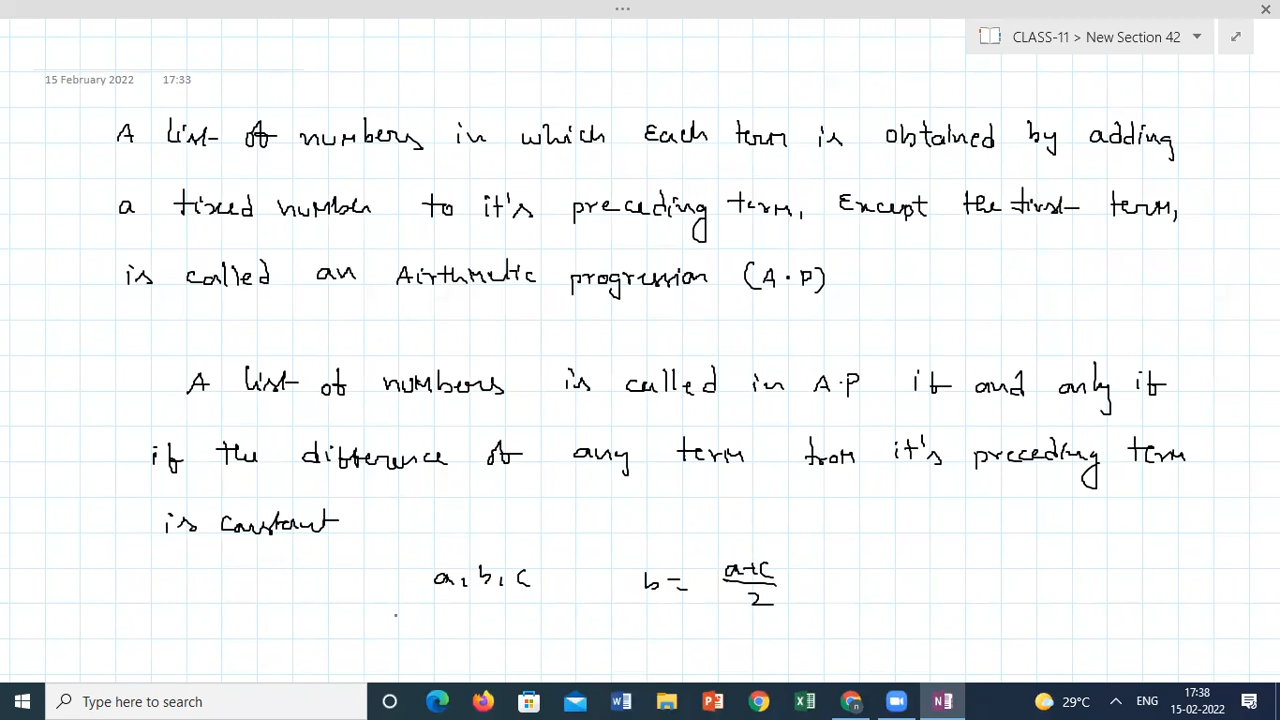 CLASS-11 > New Section 42
15 February 2022 17:33
A list of numbers in which Each term is obtained by adding
a fixed number to it's preceding term, Except the first term,
is called an Airthmetic progression (A.P)
A list of numbers is called in A.P if and only if
if the difference of any term from it's preceding term
is constant
a, b, c b = a+c/2
Type here to search
29°C ENG 17:38
15-02-2022